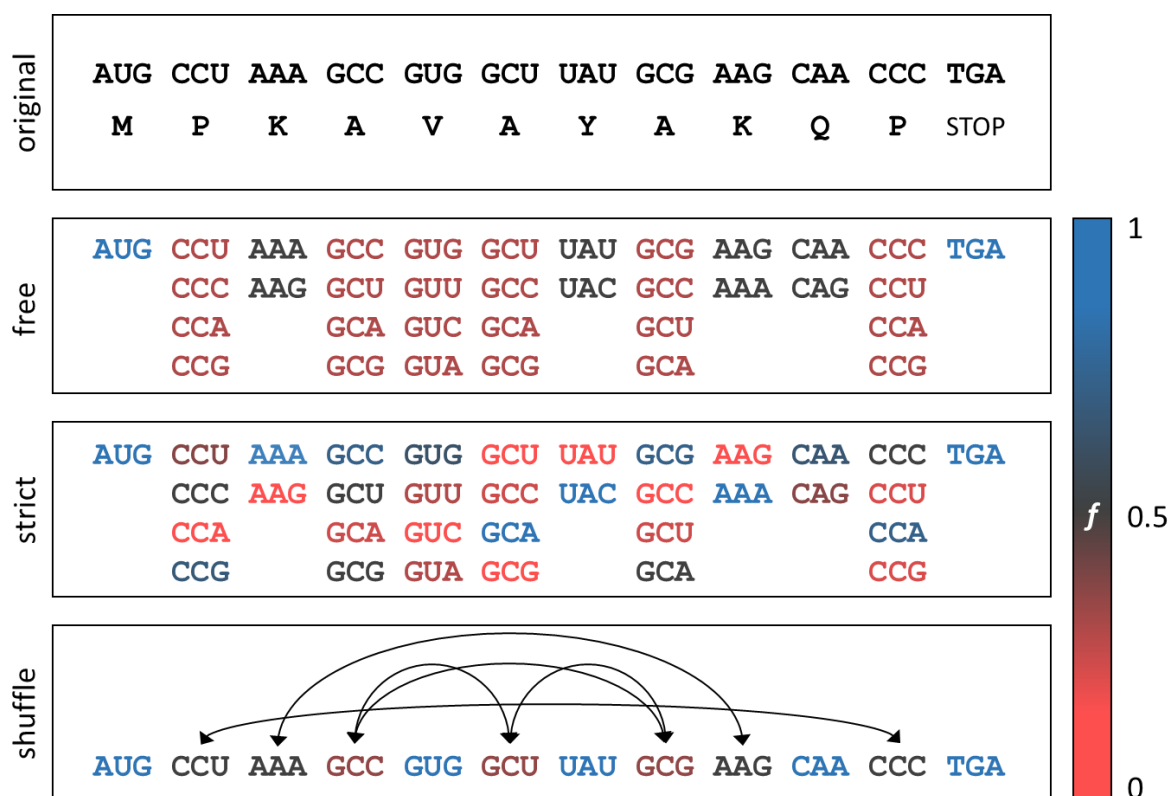 original
AUG CCU AAA GCC GUG GCU UAU GCG AAG CAA CCC TGA
M P K A V A Y A K Q P STOP
free
AUG CCU AAA GCC GUG GCU UAU GCG AAG CAA CCC TGA
CCC AAG GCU GUU GCC UAC GCC AAA CAG CCU
CCA GCA GUC GCA GCU CCA
CCG GCG GUA GCG GCA CCG
strict
AUG CCU AAA GCC GUG GCU UAU GCG AAG CAA CCC TGA
CCC AAG GCU GUU GCC UAC GCC AAA CAG CCU
CCA GCA GUC GCA GCU CCA
CCG GCG GUA GCG GCA CCG
shuffle
AUG CCU AAA GCC GUG GCU UAU GCG AAG CAA CCC TGA
1
f 0.5
0